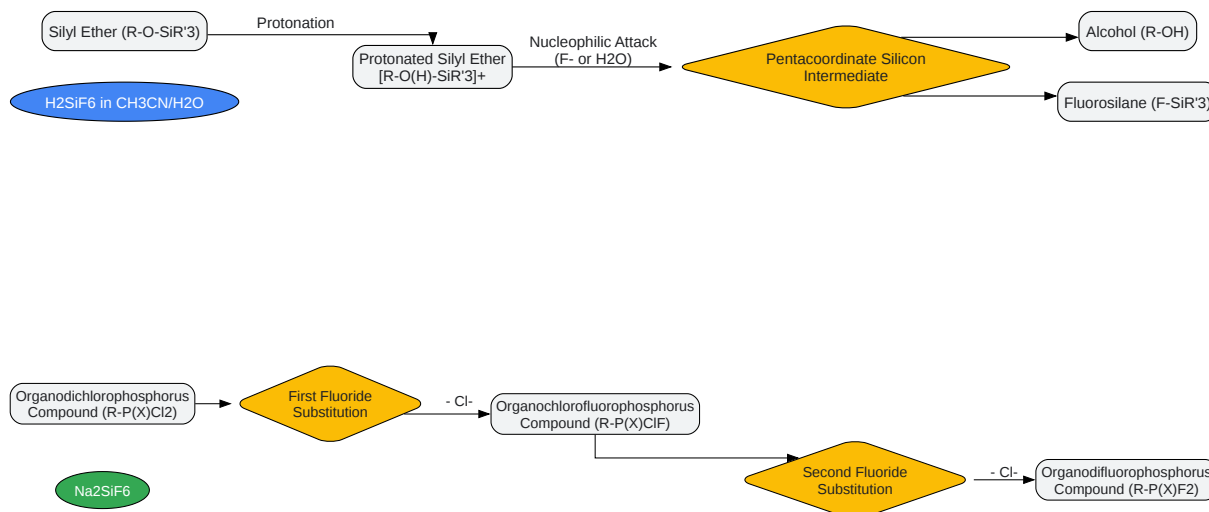 Silyl Ether (R-O-SiR'3)
Protonation
Protonated Silyl Ether
[R-O(H)-SiR'3]+
Nucleophilic Attack
(F- or H2O)
Pentacoordinate Silicon
Intermediate
Alcohol (R-OH)
Fluorosilane (F-SiR'3)
H2SiF6 in CH3CN/H2O
Organodichlorophosphorus
Compound (R-P(X)Cl2)
First Fluoride
Substitution
- Cl-
Organochlorofluorophosphorus
Compound (R-P(X)ClF)
Second Fluoride
Substitution
- Cl-
Organodifluorophosphorus
Compound (R-P(X)F2)
Na2SiF6